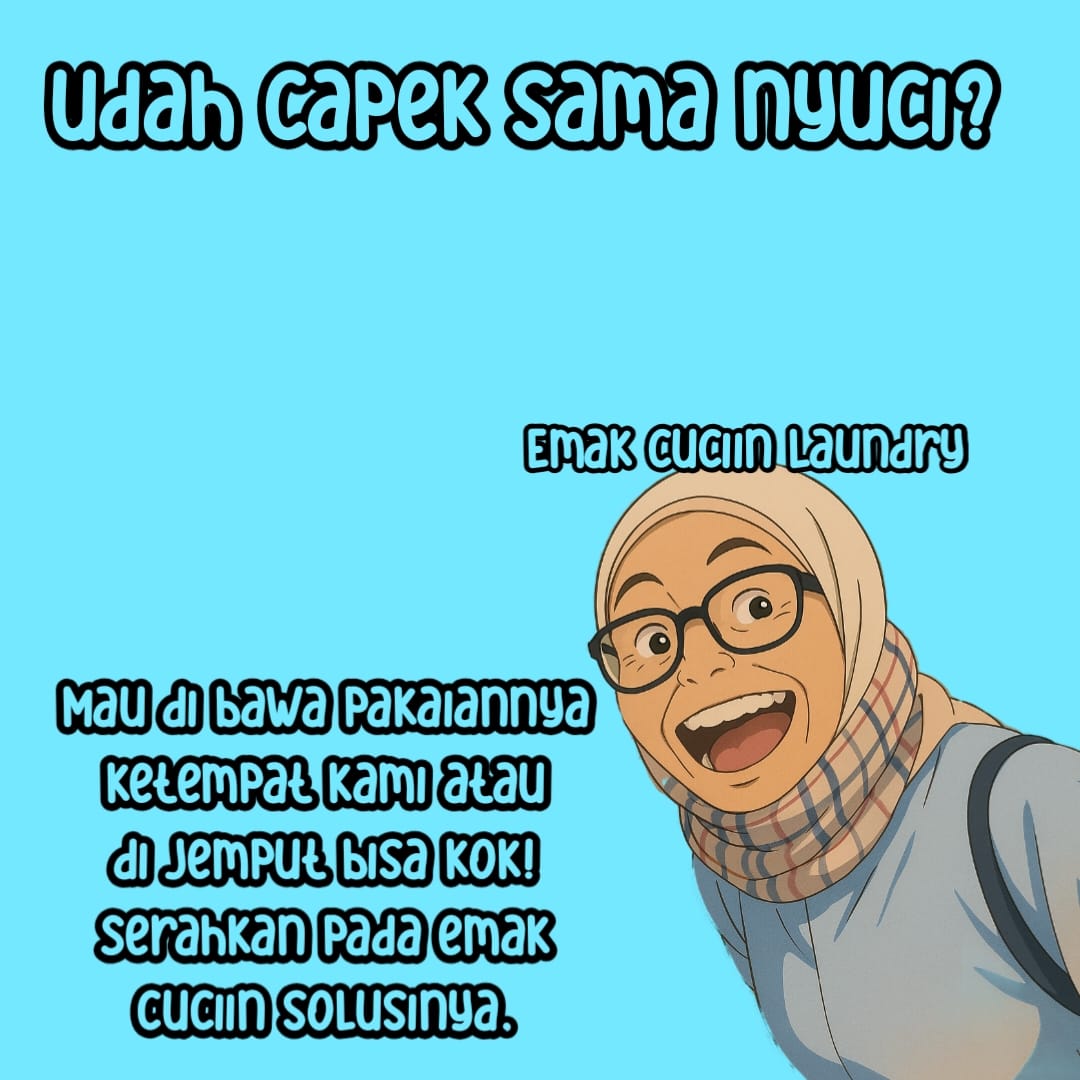 Udah capek sama nyuci?
Emak cuciin Laundry
Mau di bawa pakaiannya
ketempat kami atau
di jemput bisa kok!
serahkan pada emak
cuciin solusinya.